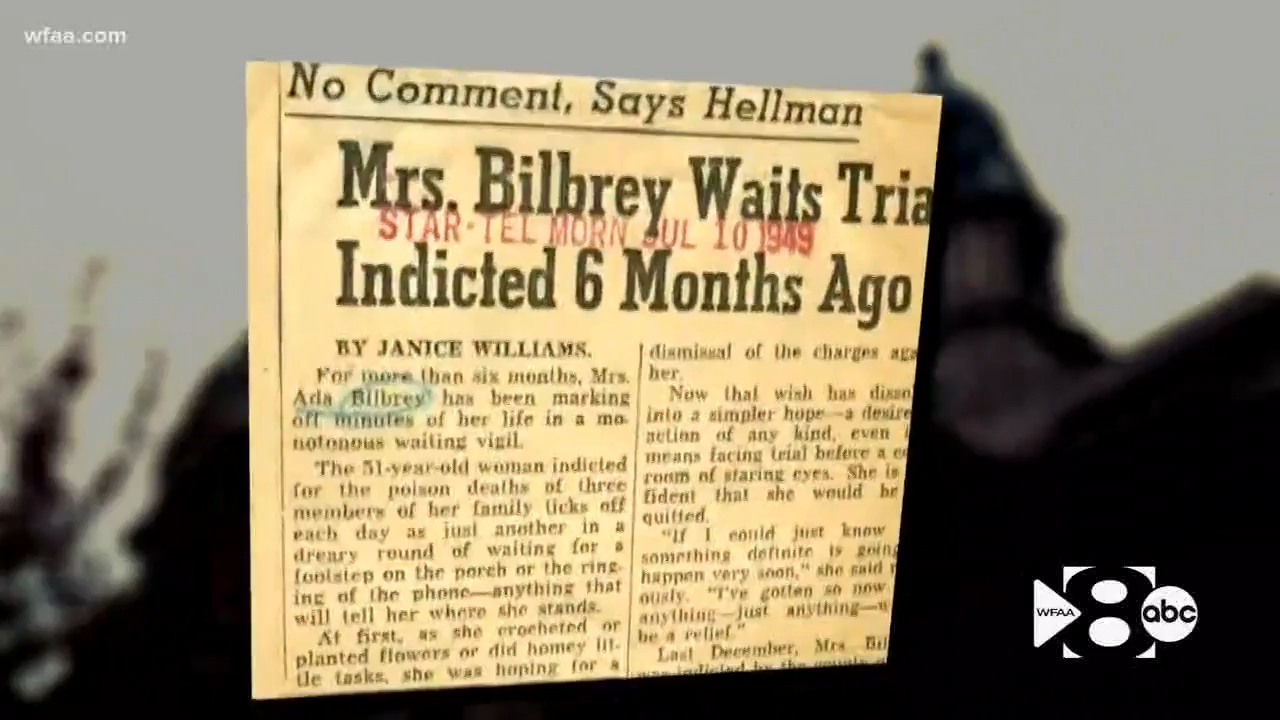 wfaa.com
No Comment, Says Hellman
Mrs. Bilbrey Waits Tria
STAR-TEL MORN JUL 10 1949
Indicted 6 Months Ago
BY JANICE WILLIAMS.
For more than six months, Mrs.
Ada Bilbrey has been marking
off minutes of her life in a mo-
notonous waiting vigil.
The 51-year-old woman indicted
for the poison deaths of three
members of her family ticks off
each day as just another in a
dreary round of waiting for a
footstep on the porch or the ring-
ing of the phone—anything that
will tell her where she stands.
At first, as she crocheted or
planted flowers or did homey lit-
tle tasks, she was hoping for a
dismissal of the charges aga
her.
Now that wish has disso
into a simpler hope—a desire
action of any kind, even
means facing trial before a
room of staring eyes. She is
fident that she would be
quitted.
"If I could just know
something definite is going
happen very soon," she said
ously. "I've gotten so now
anything—just anything—
be a relief."
Last December, Mrs. Bil
was indicted by the
WFAA 8 abc